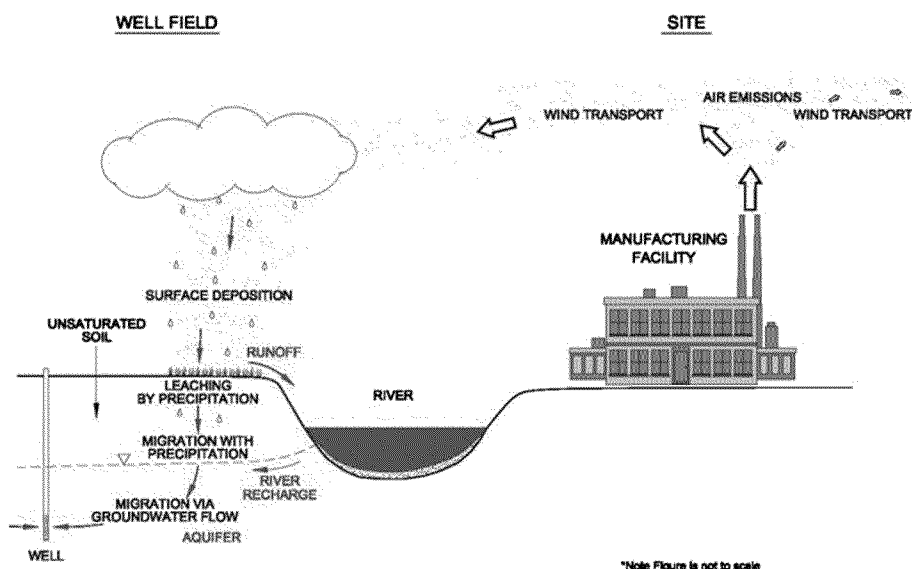 WELL FIELD
SITE
AIR EMISSIONS
WIND TRANSPORT
WIND TRANSPORT
MANUFACTURING
FACILITY
SURFACE DEPOSITION
UNSATURATED
SOIL
RUNOFF
LEACHING
BY PRECIPITATION
RIVER
MIGRATION WITH
PRECIPITATION
RIVER
RECHARGE
MIGRATION VIA
GROUNDWATER FLOW
AQUIFER
WELL
*Note Figure is not to scale